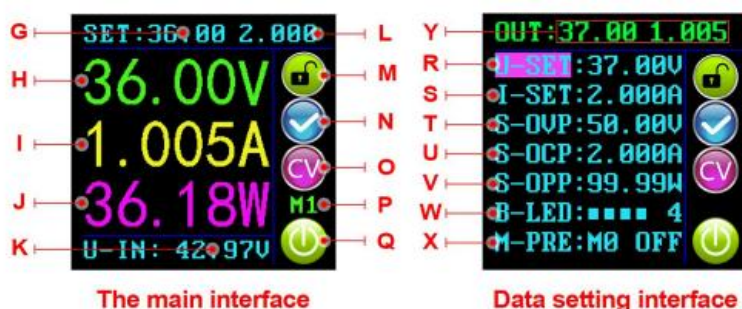 G
SET:36.00 2.000
L
H
36.00V
M
I
1.005A
N
CV
O
J
36.18W
M1
P
K
U-IN: 42.97V
Q
The main interface
Y
OUT:37.00 1.005
R
U-SET:37.00V
S
I-SET:2.000A
T
S-OVP:50.00V
U
S-OCP:2.000A
CV
V
S-OPP:99.99W
W
B-LED:■■■■ 4
X
M-PRE:M0 OFF
Data setting interface